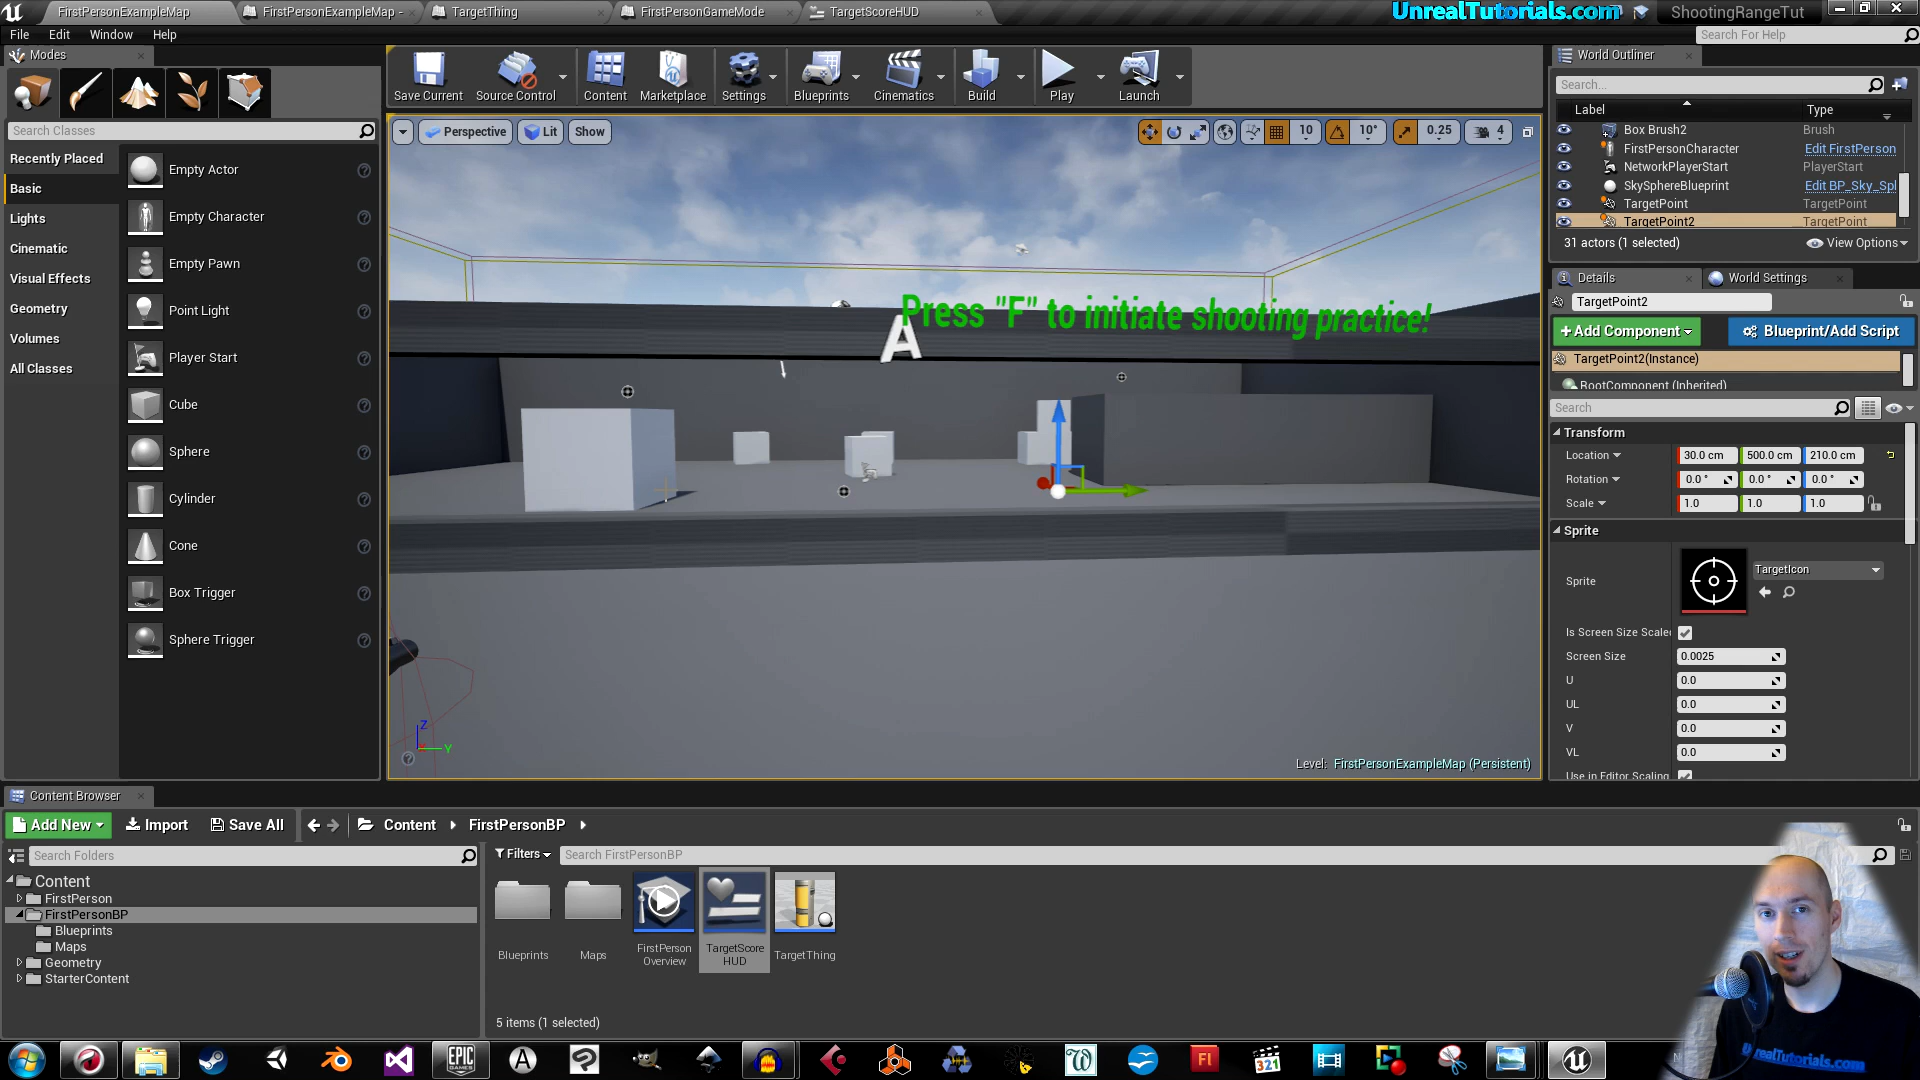 FirstPersonExampleMap
FirstPersonExampleMap -
TargetThing
FirstPersonGameMode
TargetScoreHUD
UnrealTutorials.com
ShootingRangeTut
File
Edit
Window
Help
Search For Help
Modes
Search Classes
Recently Placed
Basic
Lights
Cinematic
Visual Effects
Geometry
Volumes
All Classes
Empty Actor
Empty Character
Empty Pawn
Point Light
Player Start
Cube
Sphere
Cylinder
Cone
Box Trigger
Sphere Trigger
Save Current
Source Control
Content
Marketplace
Settings
Blueprints
Cinematics
Build
Play
Launch
Perspective
Lit
Show
10
10°
0.25
4
Press "F" to initiate shooting practice!
A
Z
Y
Level: FirstPersonExampleMap (Persistent)
World Outliner
Search...
Label
Type
Box Brush2
Brush
FirstPersonCharacter
Edit FirstPerson
NetworkPlayerStart
PlayerStart
SkySphereBlueprint
Edit BP_Sky_Spl
TargetPoint
TargetPoint
TargetPoint2
TargetPoint
31 actors (1 selected)
View Options
Details
World Settings
TargetPoint2
+Add Component
Blueprint/Add Script
TargetPoint2(Instance)
RootComponent (Inherited)
Search
Transform
Location
30.0 cm
500.0 cm
210.0 cm
Rotation
0.0 °
0.0 °
0.0 °
Scale
1.0
1.0
1.0
Sprite
Sprite
TargetIcon
Is Screen Size Scaled
Screen Size
0.0025
U
0.0
UL
0.0
V
0.0
VL
0.0
Use in Editor Scaling
Content Browser
Add New
Import
Save All
Content
FirstPersonBP
Search Folders
Filters
Search FirstPersonBP
Content
FirstPerson
FirstPersonBP
Blueprints
Maps
Geometry
StarterContent
Blueprints
Maps
FirstPerson
Overview
TargetScore
HUD
TargetThing
5 items (1 selected)
EPIC
GAMES
Fl
321
UnrealTutorials.com